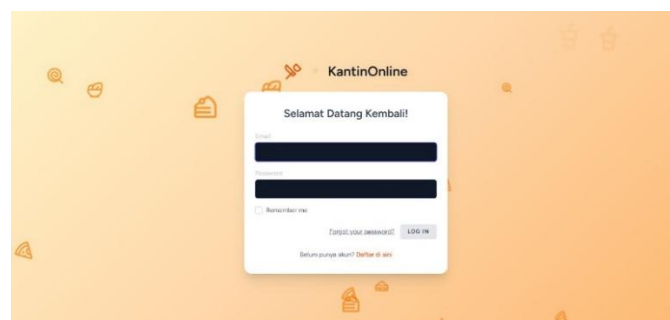 KantinOnline
Selamat Datang Kembali!
Email
Password
Remember me
Forgot your password? LOG IN
Belum punya akun? Daftar di sini